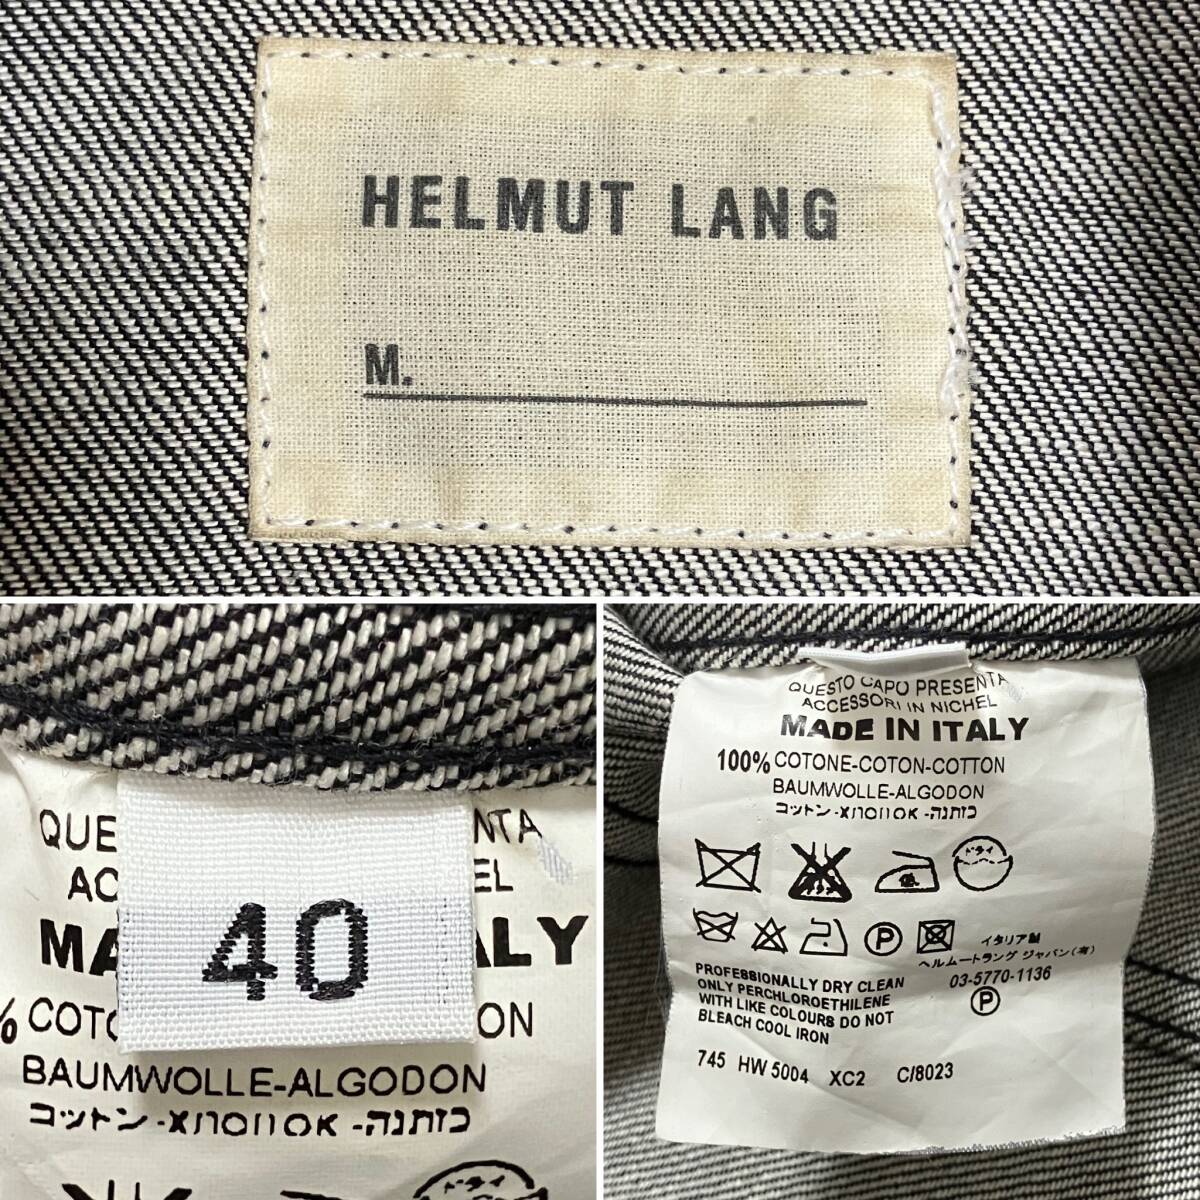 HELMUT LANG
M.
QUE NTA
AC EL
MA ALY
% COTO ON
40
BAUMWOLLE-ALGODON
コットン-ХЛОПОК-כותנה
ドライ
QUESTO CAPO PRESENTA
ACCESSORI IN NICHEL
MADE IN ITALY
100% COTONE-COTON-COTTON
BAUMWOLLE-ALGODON
コットン-ХЛОПОК-כותנה
低
ドライ
P
イタリア製
ヘルムートラング ジャパン(有)
03-5770-1136
P
PROFESSIONALLY DRY CLEAN
ONLY PERCHLOROETHILENE
WITH LIKE COLOURS DO NOT
BLEACH COOL IRON
745 HW 5004 XC2 C/8023